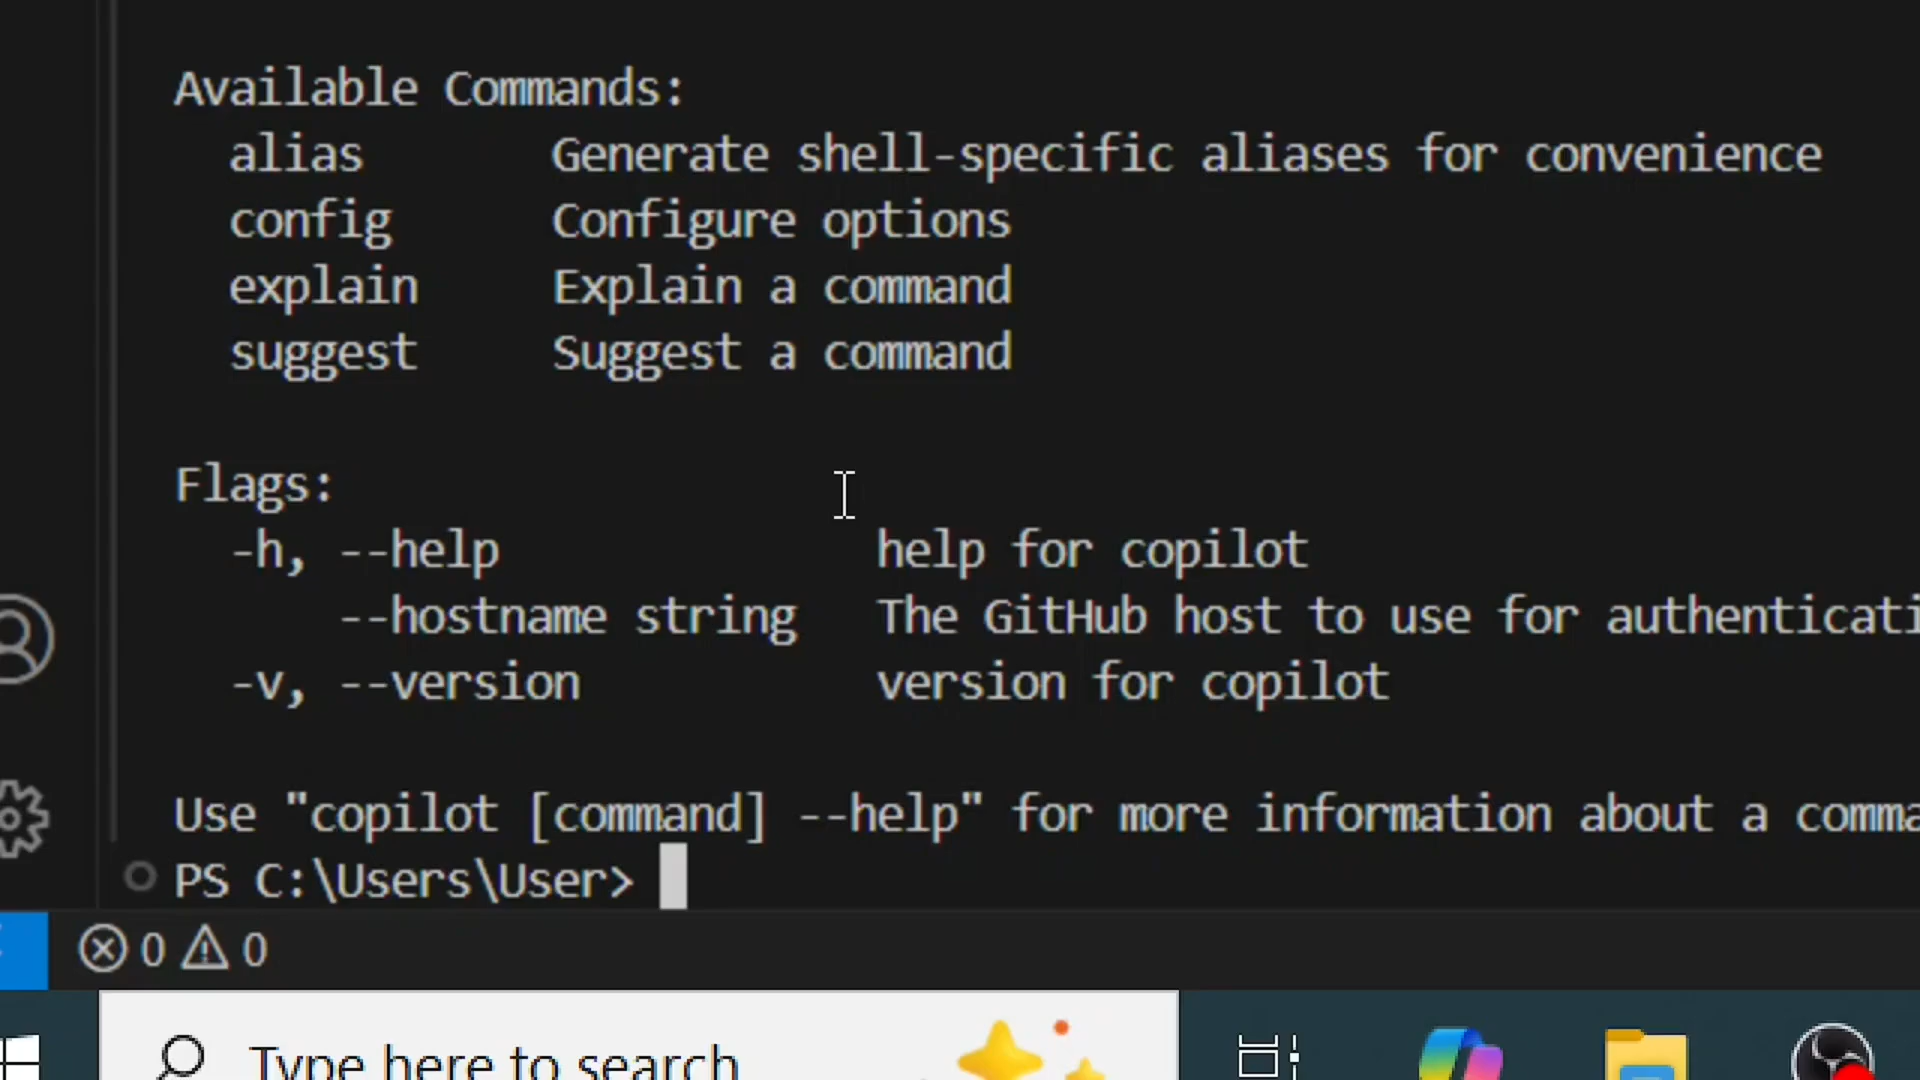 Available Commands:
alias Generate shell-specific aliases for convenience
config Configure options
explain Explain a command
suggest Suggest a command
Flags:
-h, --help help for copilot
--hostname string The GitHub host to use for
-v, --version version for copilot
Use "copilot [command] --help" for more information about a
PS C:\Users\User>
0 0
Type here to search